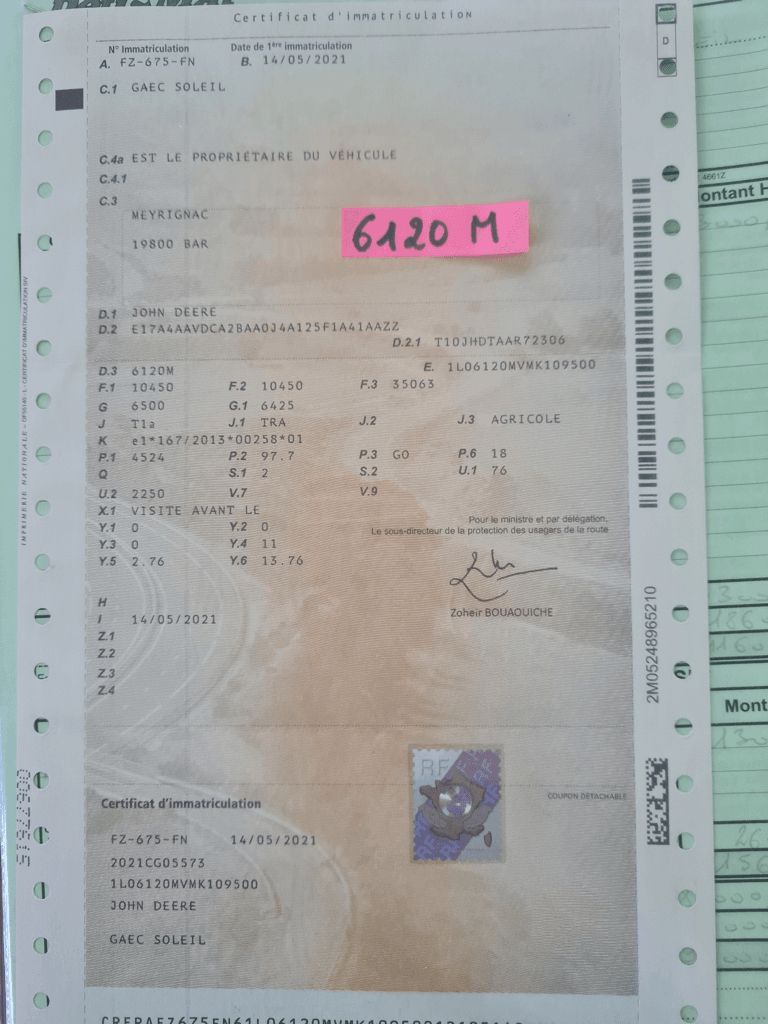 Certificat d'immatriculation
N° Immatriculation Date de 1ère immatriculation
A. FZ-675-FN B. 14/05/2021
D
C.1 GAEC SOLEIL
C.4a EST LE PROPRIÉTAIRE DU VÉHICULE
C.4.1
C.3
MEYRIGNAC
19800 BAR
6120 M
4661Z
ontant H
D.1 JOHN DEERE
D.2 E17A4AAVDCA2BAA0J4A125F1A41AAZZ
D.2.1 T10JHDTAAR72306
D.3 6120M E. 1L06120MVMK109500
F.1 10450 F.2 10450 F.3 35063
G 6500 G.1 6425
J T1a J.1 TRA J.2 J.3 AGRICOLE
K e1*167/2013*00258*01
P.1 4524 P.2 97.7 P.3 GO P.6 18
Q S.1 2 S.2 U.1 76
U.2 2250 V.7 V.9
X.1 VISITE AVANT LE
Y.1 0 Y.2 0
Y.3 0 Y.4 11
Y.5 2.76 Y.6 13.76
Pour le ministre et par délégation,
Le sous-directeur de la protection des usagers de la route
Zoheir BOUAOUICHE
H
I 14/05/2021
Z.1
Z.2
Z.3
Z.4
2M05248965210
Mont
RF
COUPON DÉTACHABLE
Certificat d'immatriculation
FZ-675-FN 14/05/2021
2021CG05573
1L06120MVMK109500
JOHN DEERE
GAEC SOLEIL